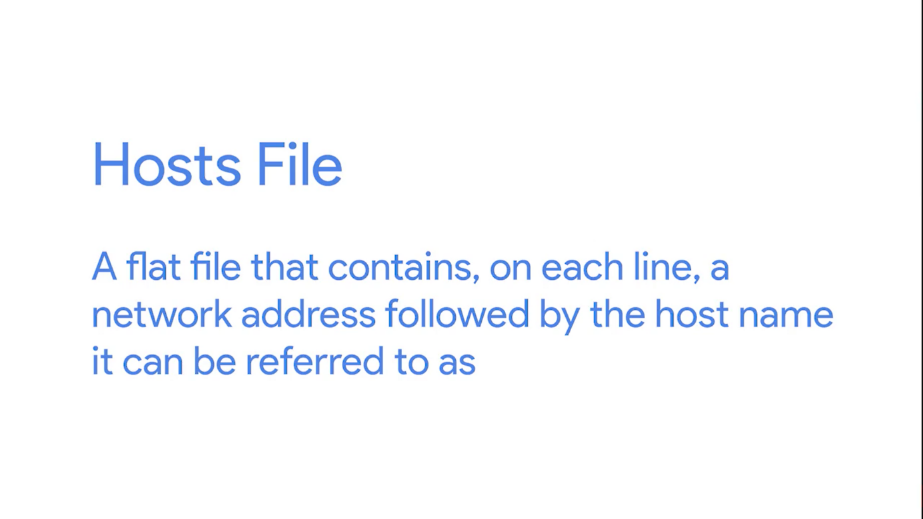 Hosts File
A flat file that contains, on each line, a
network address followed by the host name
it can be referred to as